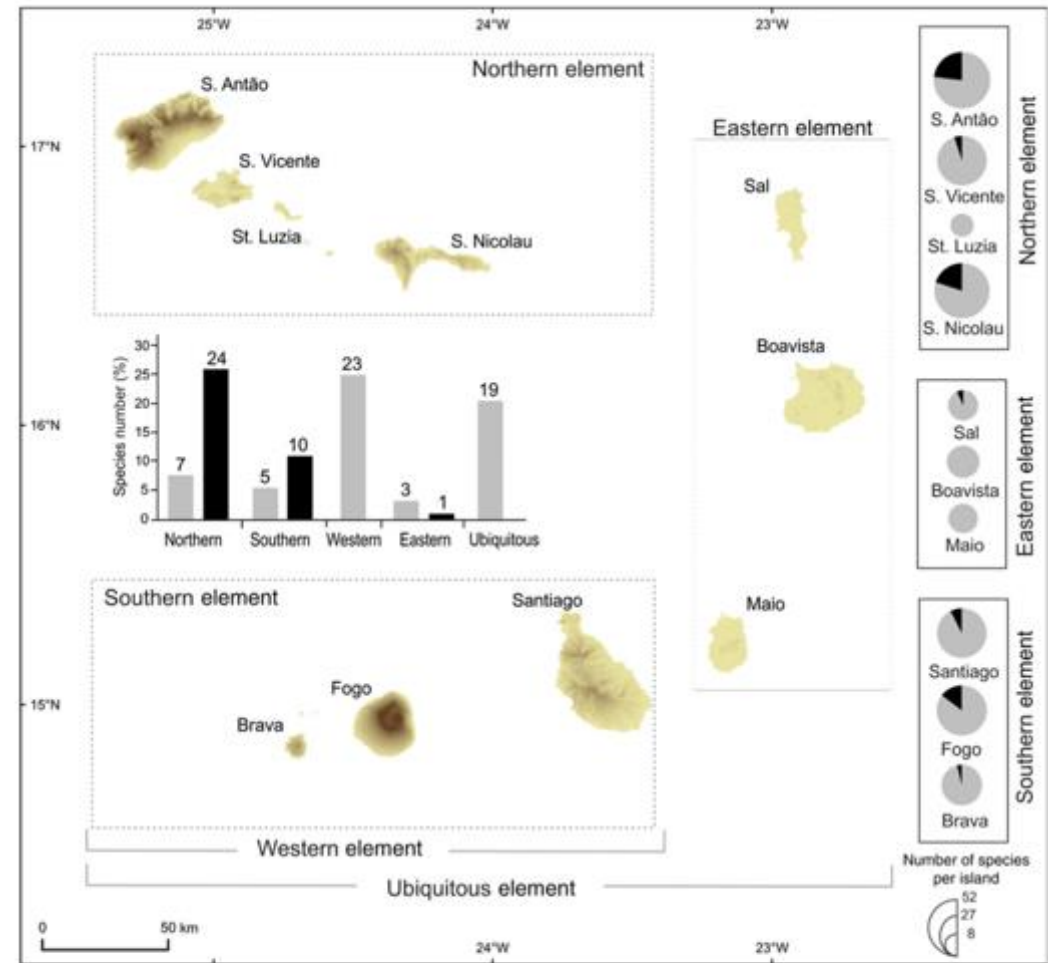 25°W
24°W
23°W
Northern element
S. Antão
17°N
S. Vicente
St. Luzia
S. Nicolau
Eastern element
Sal
Boavista
16°N
Species number (%)
30
25
20
15
10
5
0
7
24
5
10
23
3
1
19
Northern
Southern
Western
Eastern
Ubiquitous
Southern element
Santiago
Maio
Fogo
Brava
15°N
Western element
Ubiquitous element
0
50 km
24°W
23°W
S. Antão
S. Vicente
St. Luzia
S. Nicolau
Northern element
Sal
Boavista
Maio
Eastern element
Santiago
Fogo
Brava
Southern element
Number of species
per island
52
27
8